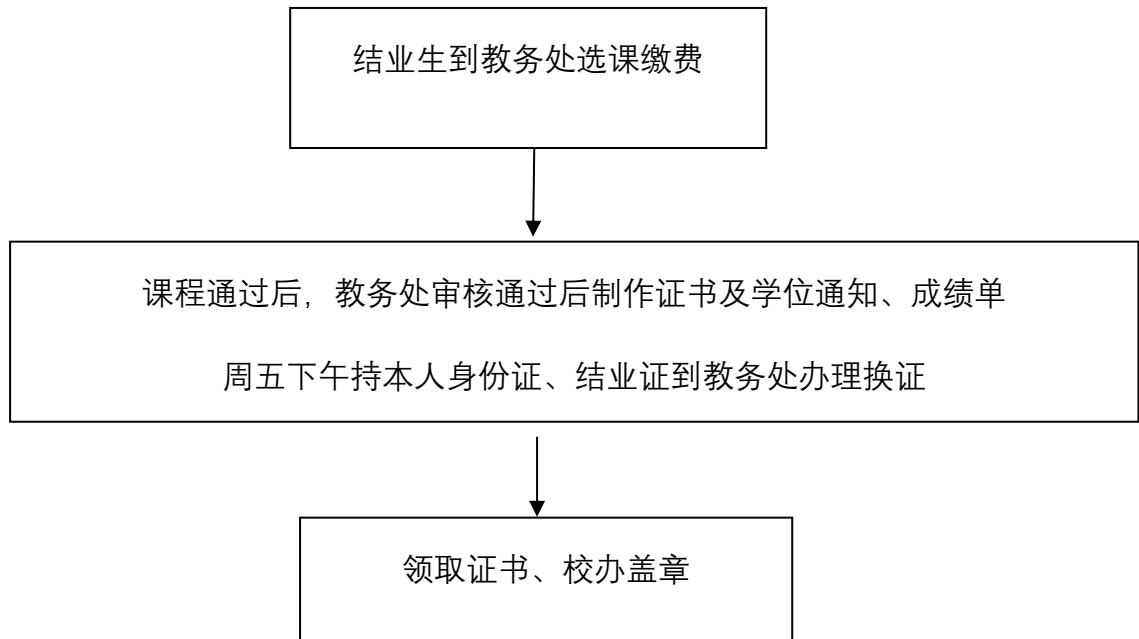 结业生到教务处选课缴费
课程通过后，教务处审核通过后制作证书及学位通知、成绩单
周五下午持本人身份证、结业证到教务处办理换证
领取证书、校办盖章